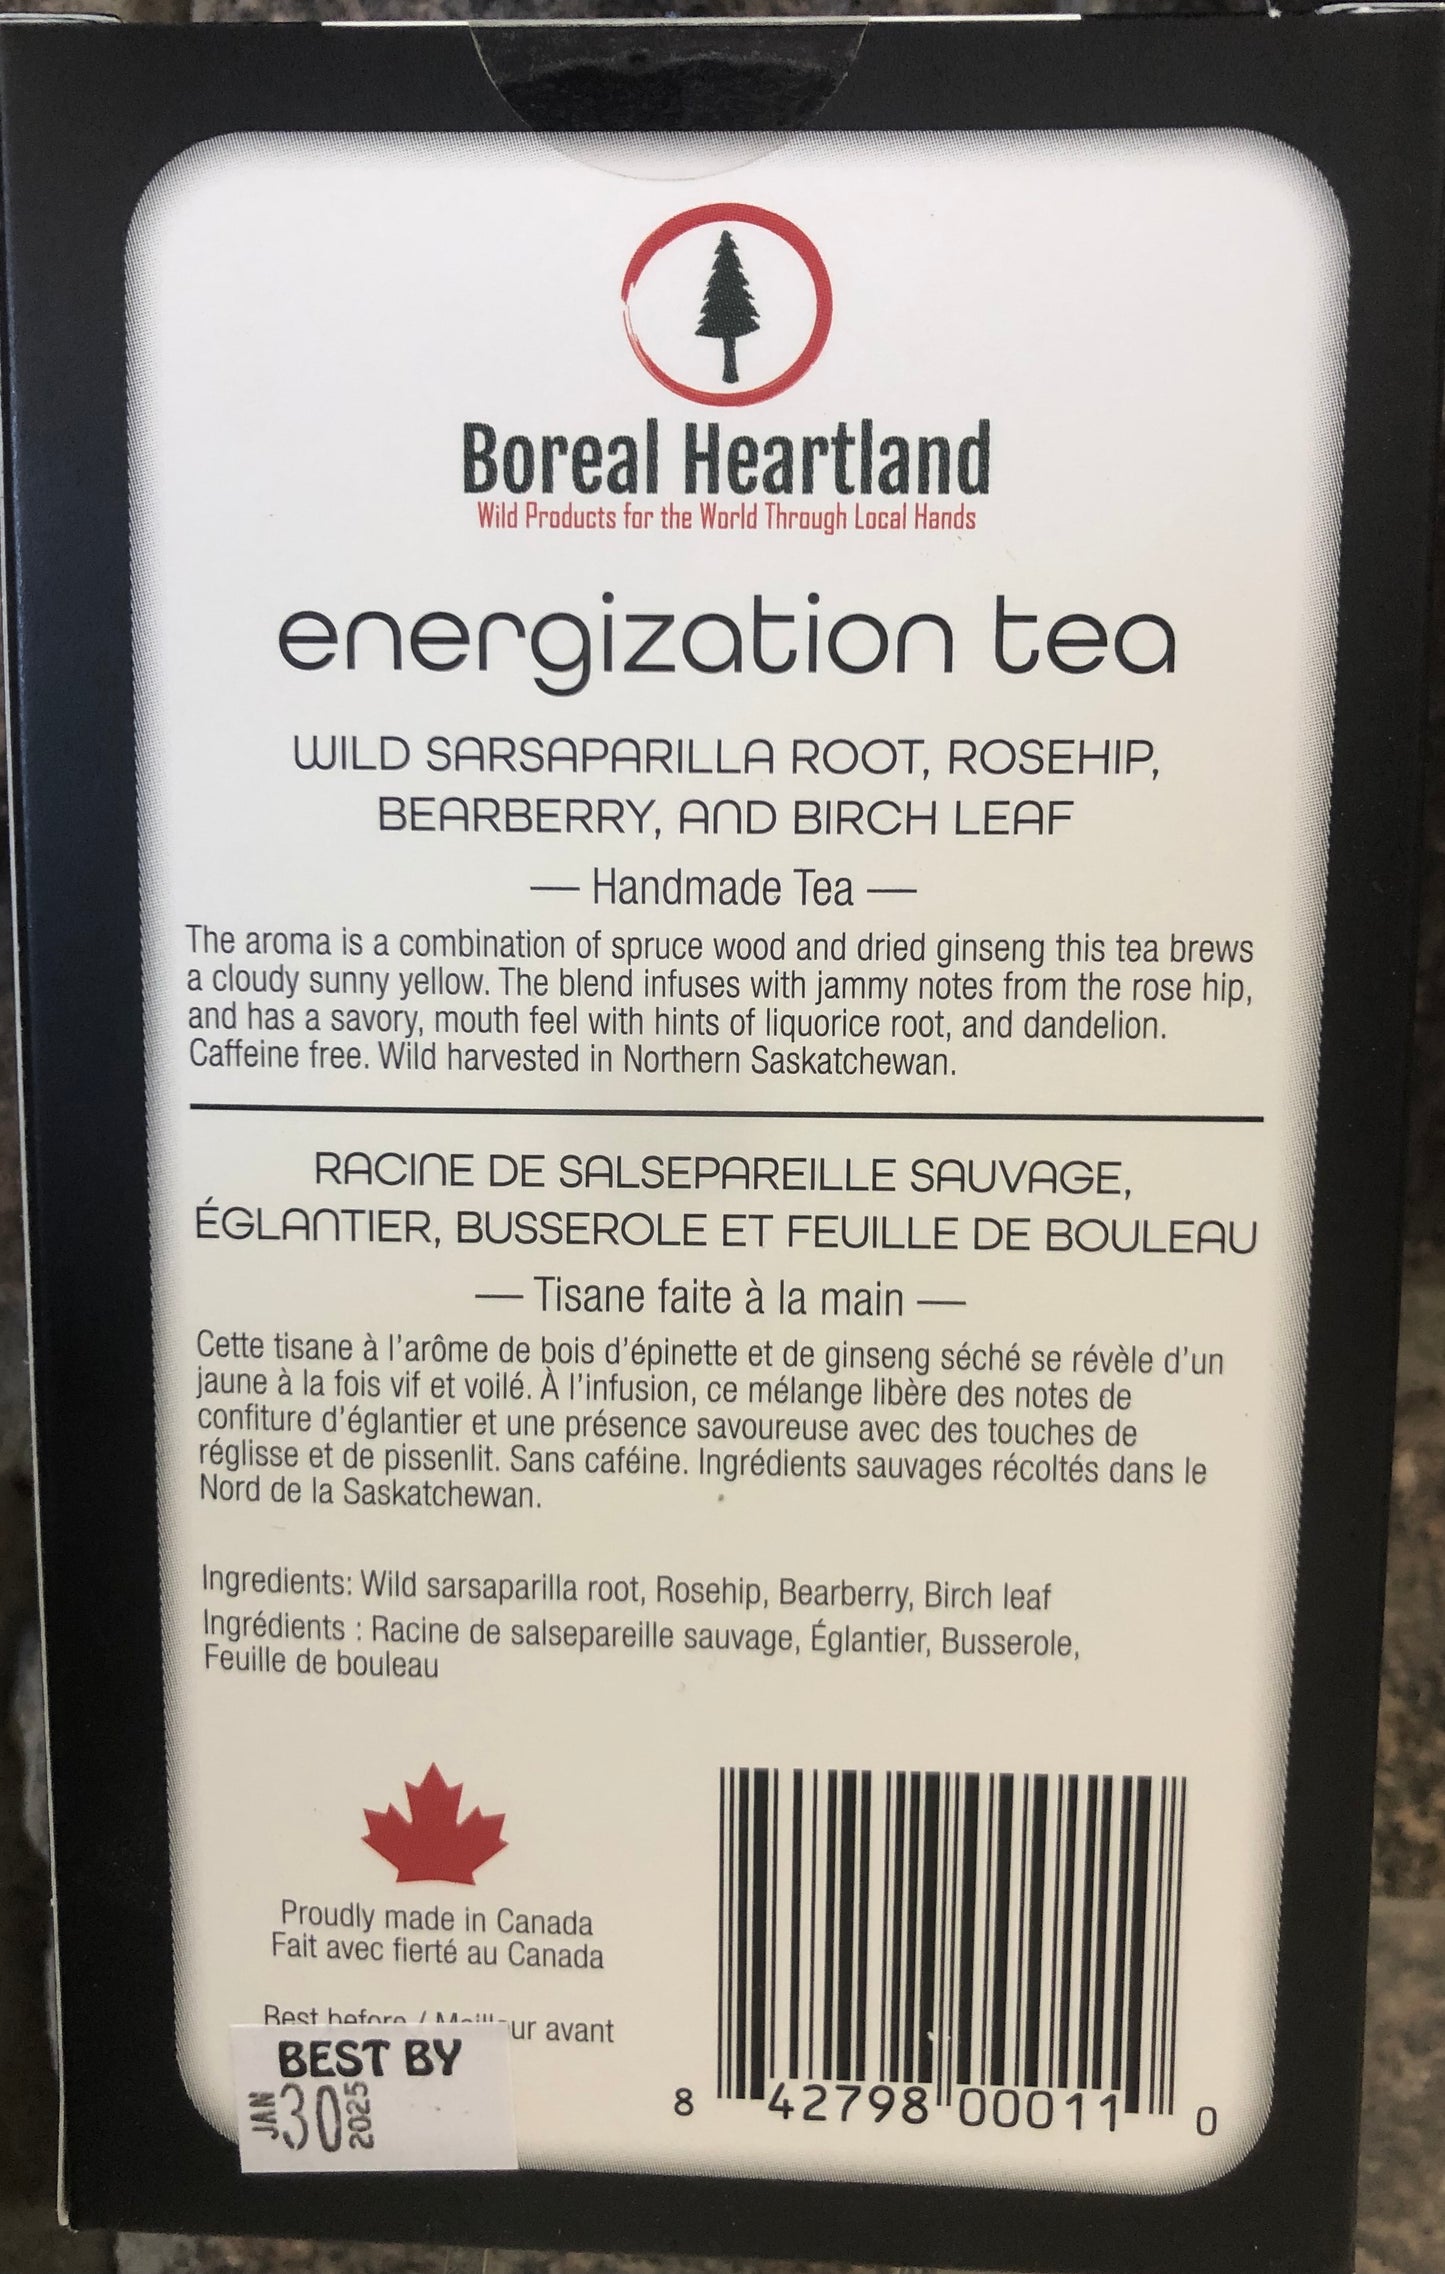 Boreal Heartland
Wild Products for the World Through Local Hands
energization tea
WILD SARSAPARILLA ROOT, ROSEHIP,
BEARBERRY, AND BIRCH LEAF
— Handmade Tea —
The aroma is a combination of spruce wood and dried ginseng this tea brews
a cloudy sunny yellow. The blend infuses with jammy notes from the rose hip,
and has a savory, mouth feel with hints of liquorice root, and dandelion.
Caffeine free. Wild harvested in Northern Saskatchewan.
RACINE DE SALSEPAREILLE SAUVAGE,
ÉGLANTIER, BUSSEROLE ET FEUILLE DE BOULEAU
— Tisane faite à la main —
Cette tisane à l'arôme de bois d'épinette et de ginseng séché se révèle d'un
jaune à la fois vif et voilé. À l'infusion, ce mélange libère des notes de
confiture d'églantier et une présence savoureuse avec des touches de
réglisse et de pissenlit. Sans caféine. Ingrédients sauvages récoltés dans le
Nord de la Saskatchewan.
Ingredients: Wild sarsaparilla root, Rosehip, Bearberry, Birch leaf
Ingrédients : Racine de salsepareille sauvage, Églantier, Busserole,
Feuille de bouleau
Proudly made in Canada
Fait avec fierté au Canada
Best before / Meilleur avant
BEST BY
JAN 30 2025
8 42798 00011 0